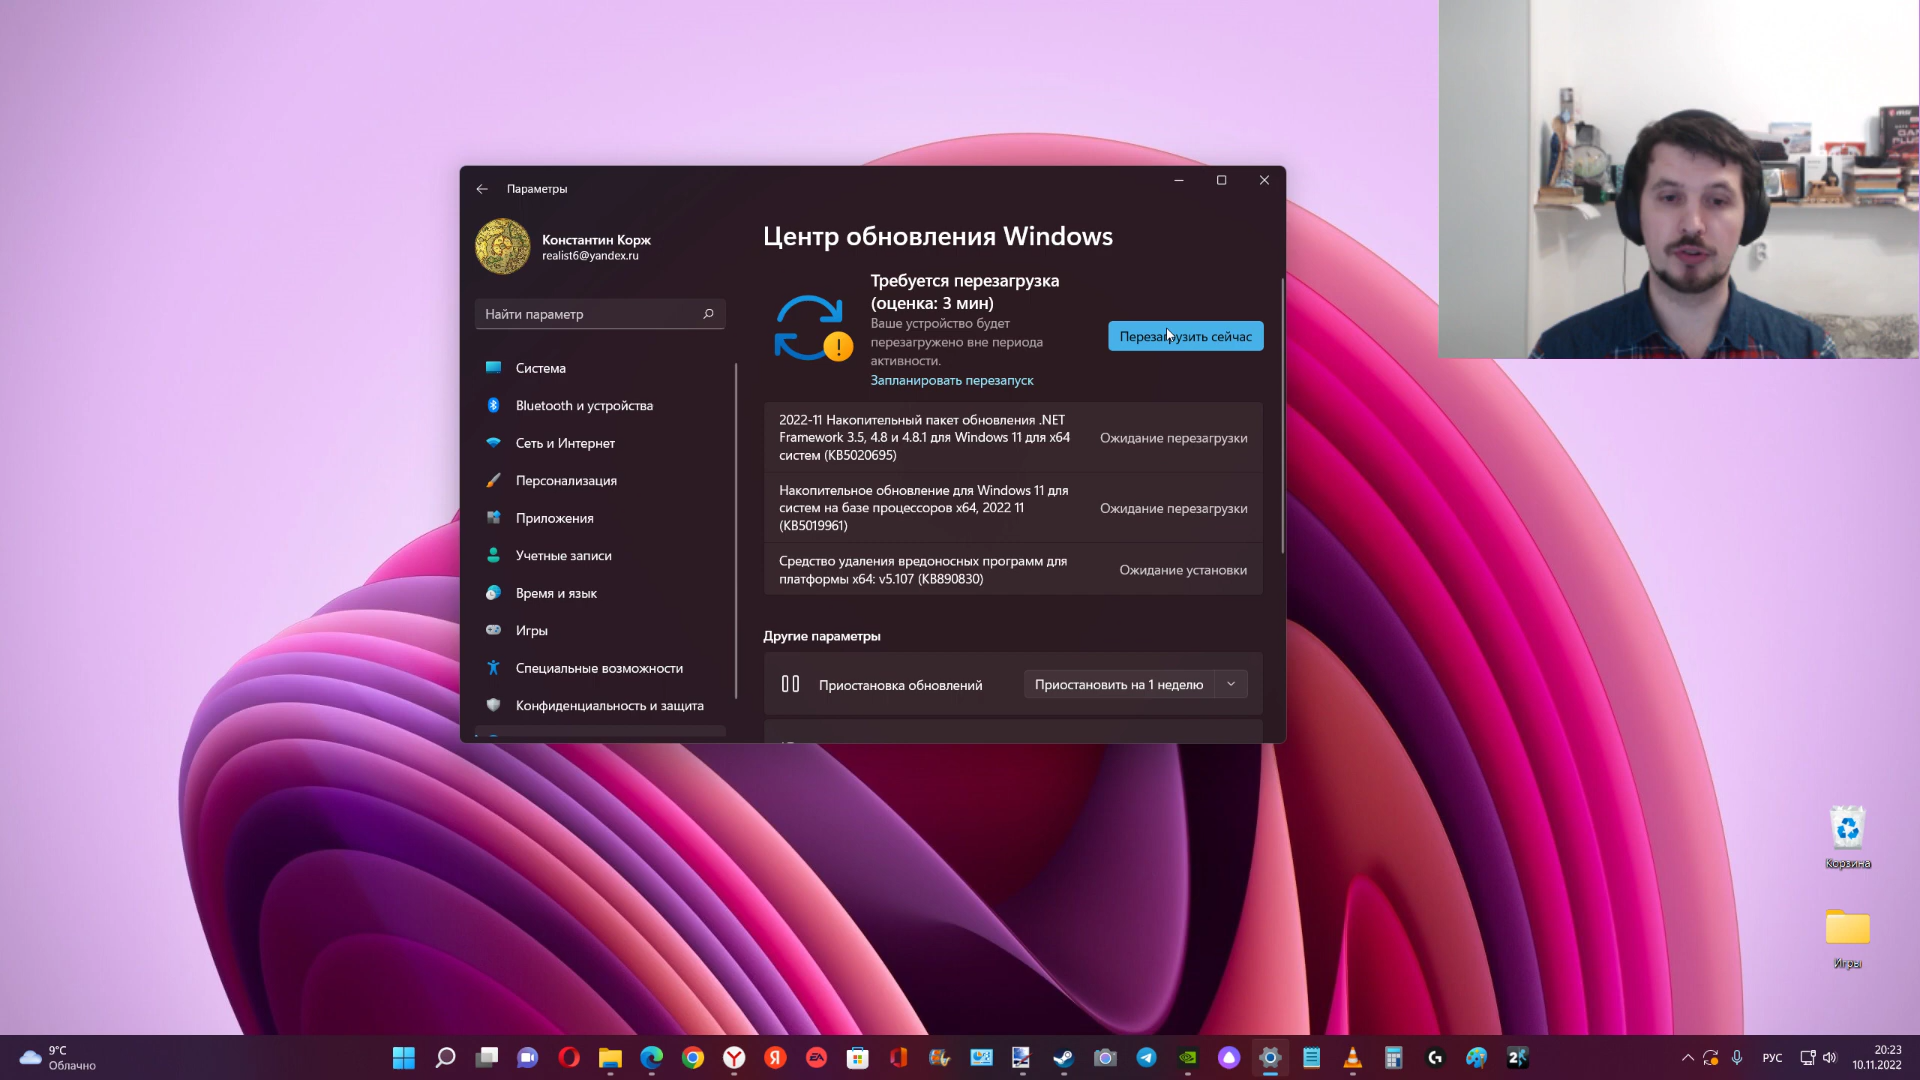 Параметры
Константин Корж
realist6@yandex.ru
Найти параметр
Система
Bluetooth и устройства
Сеть и Интернет
Персонализация
Приложения
Учетные записи
Время и язык
Игры
Специальные возможности
Конфиденциальность и защита
Центр обновления Windows
Требуется перезагрузка
(оценка: 3 мин)
Ваше устройство будет
перезагружено вне периода
активности.
Запланировать перезапуск
Перезагрузить сейчас
2022-11 Накопительный пакет обновления .NET
Framework 3.5, 4.8 и 4.8.1 для Windows 11 для x64
систем (KB5020695)
Ожидание перезагрузки
Накопительное обновление для Windows 11 для
систем на базе процессоров x64, 2022 11
(KB5019961)
Ожидание перезагрузки
Средство удаления вредоносных программ для
платформы x64: v5.107 (KB890830)
Ожидание установки
Другие параметры
Приостановка обновлений
Приостановить на 1 неделю
Корзина
Игры
9°C
Облачно
EA
РУС
20:23
10.11.2022